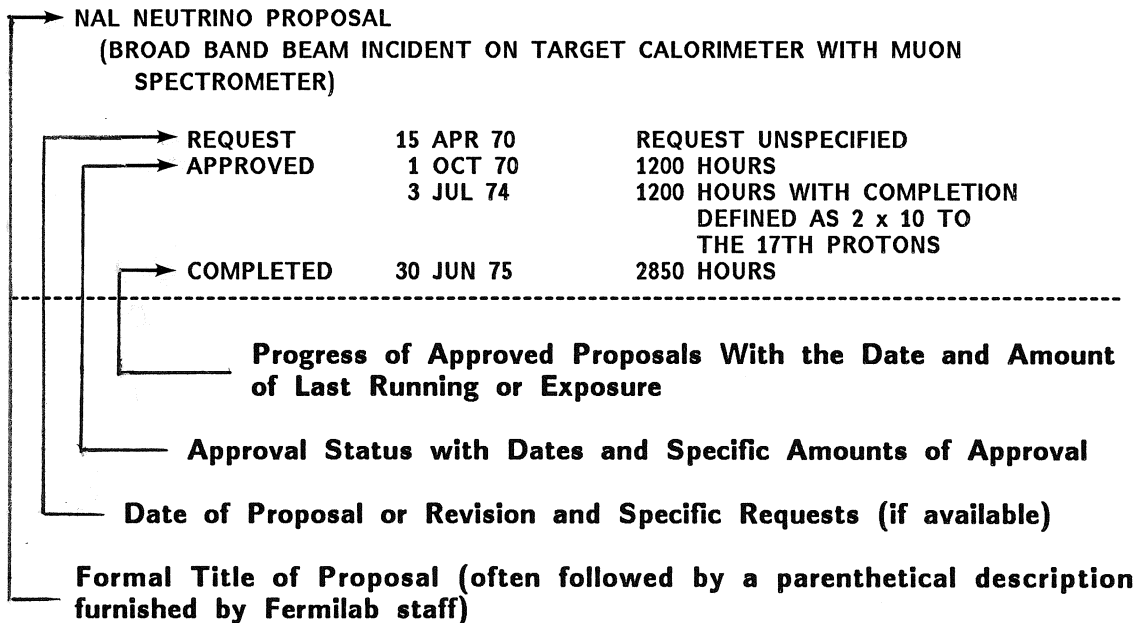 NAL NEUTRINO PROPOSAL
(BROAD BAND BEAM INCIDENT ON TARGET CALORIMETER WITH MUON
SPECTROMETER)
REQUEST 15 APR 70 REQUEST UNSPECIFIED
APPROVED 1 OCT 70 1200 HOURS
3 JUL 74 1200 HOURS WITH COMPLETION
DEFINED AS 2 x 10 TO
THE 17TH PROTONS
COMPLETED 30 JUN 75 2850 HOURS
Progress of Approved Proposals With the Date and Amount
of Last Running or Exposure
Approval Status with Dates and Specific Amounts of Approval
Date of Proposal or Revision and Specific Requests (if available)
Formal Title of Proposal (often followed by a parenthetical description
furnished by Fermilab staff)